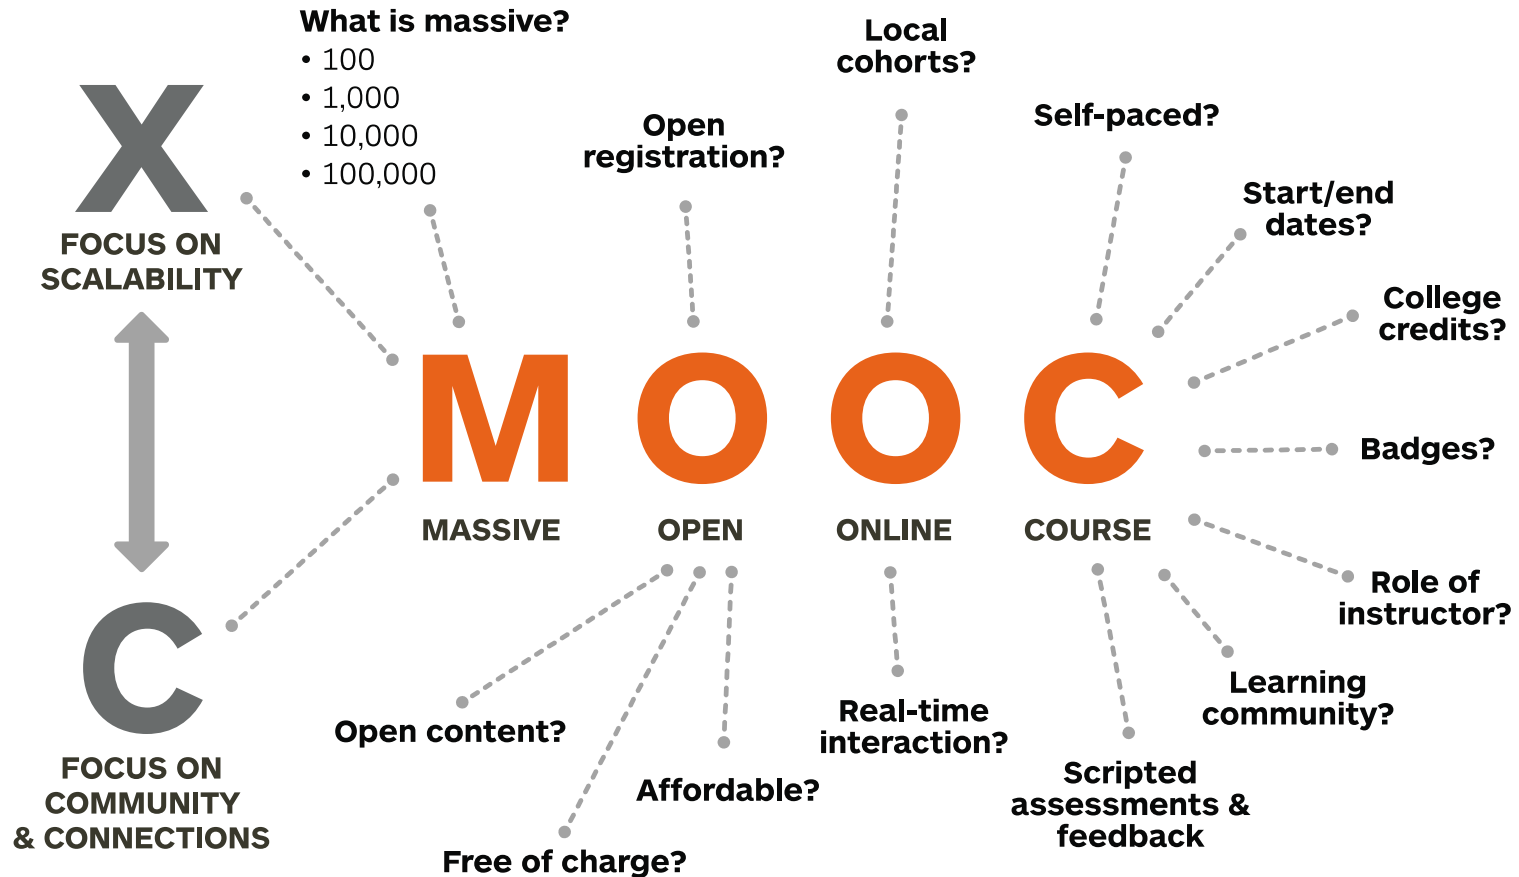 What is massive?
• 100
• 1,000
• 10,000
• 100,000
Local
cohorts?
Open
registration?
Self-paced?
Start/end
dates?
College
credits?
Badges?
Role of
instructor?
Learning
community?
Scripted
assessments &
feedback
Real-time
interaction?
Affordable?
Free of charge?
Open content?
X
FOCUS ON
SCALABILITY
C
FOCUS ON
COMMUNITY
& CONNECTIONS
M O O C
MASSIVE OPEN ONLINE COURSE